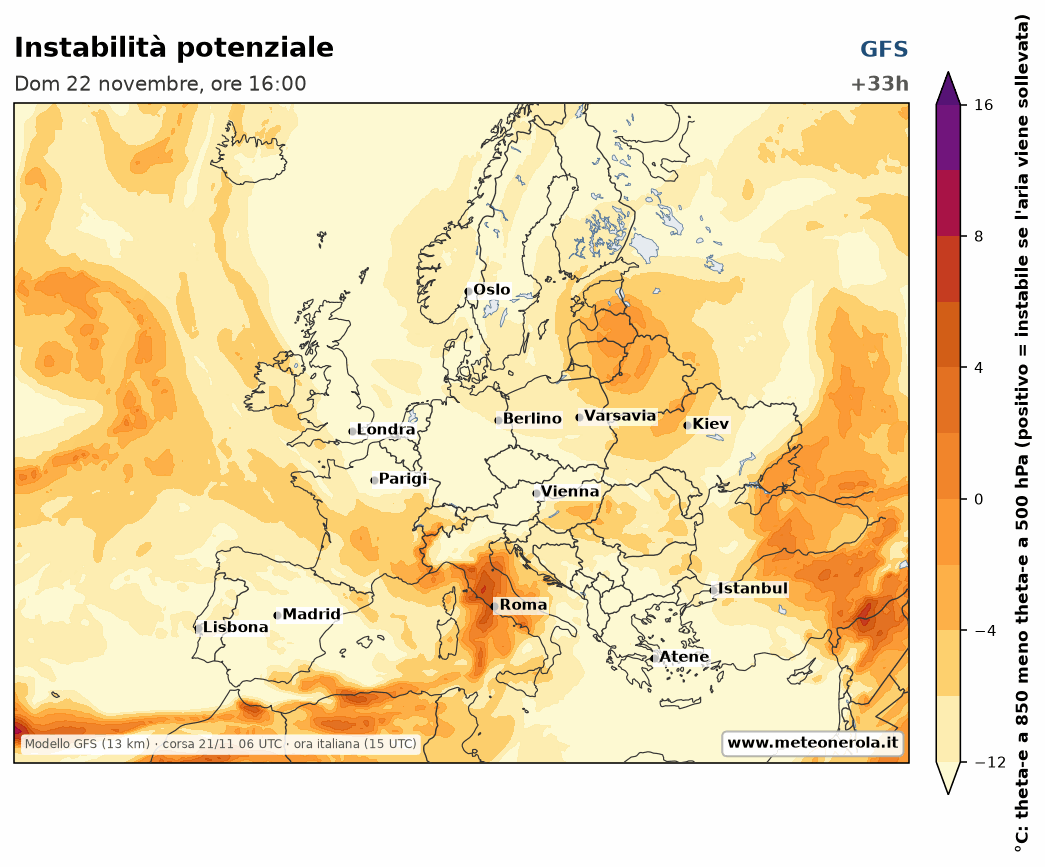 Instabilità potenziale
GFS
Dom 22 novembre, ore 16:00
+33h
Oslo
Londra
Berlino
Varsavia
Kiev
Parigi
Vienna
Istanbul
Roma
Madrid
Lisbona
Atene
Modello GFS (13 km) · corsa 21/11 06 UTC · ora italiana (15 UTC)
www.meteonerola.it
16
8
4
0
−4
−12
°C: theta-e a 850 meno theta-e a 500 hPa (positivo = instabile se l'aria viene sollevata)